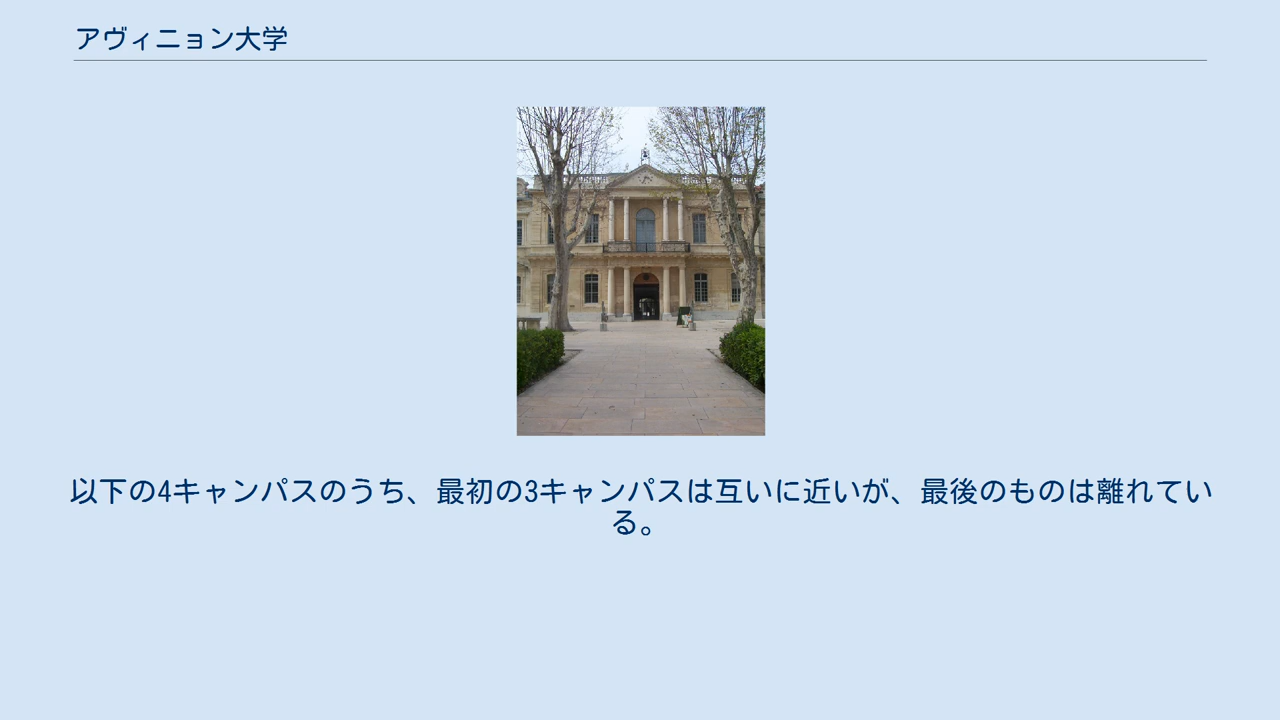 アヴィニョン大学
以下の4キャンパスのうち、最初の3キャンパスは互いに近いが、最後のものは離れてい
る。